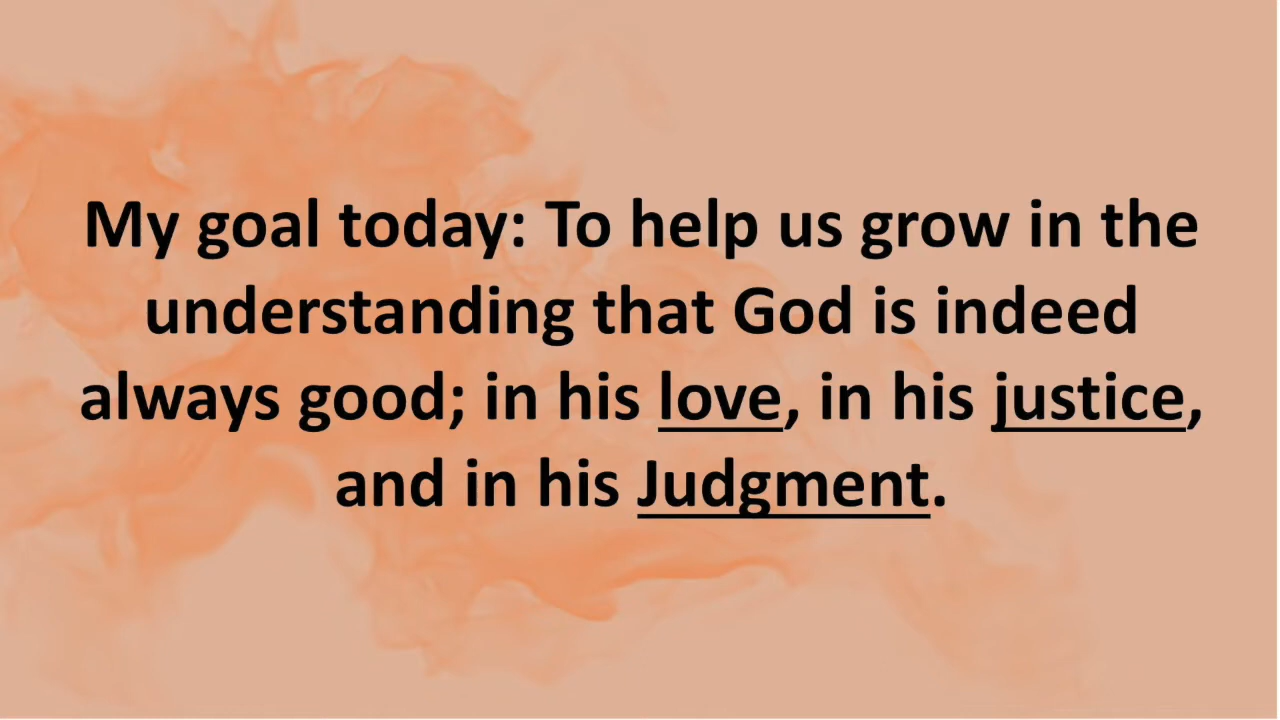 My goal today: To help us grow in the
understanding that God is indeed
always good; in his love, in his justice,
and in his Judgment.